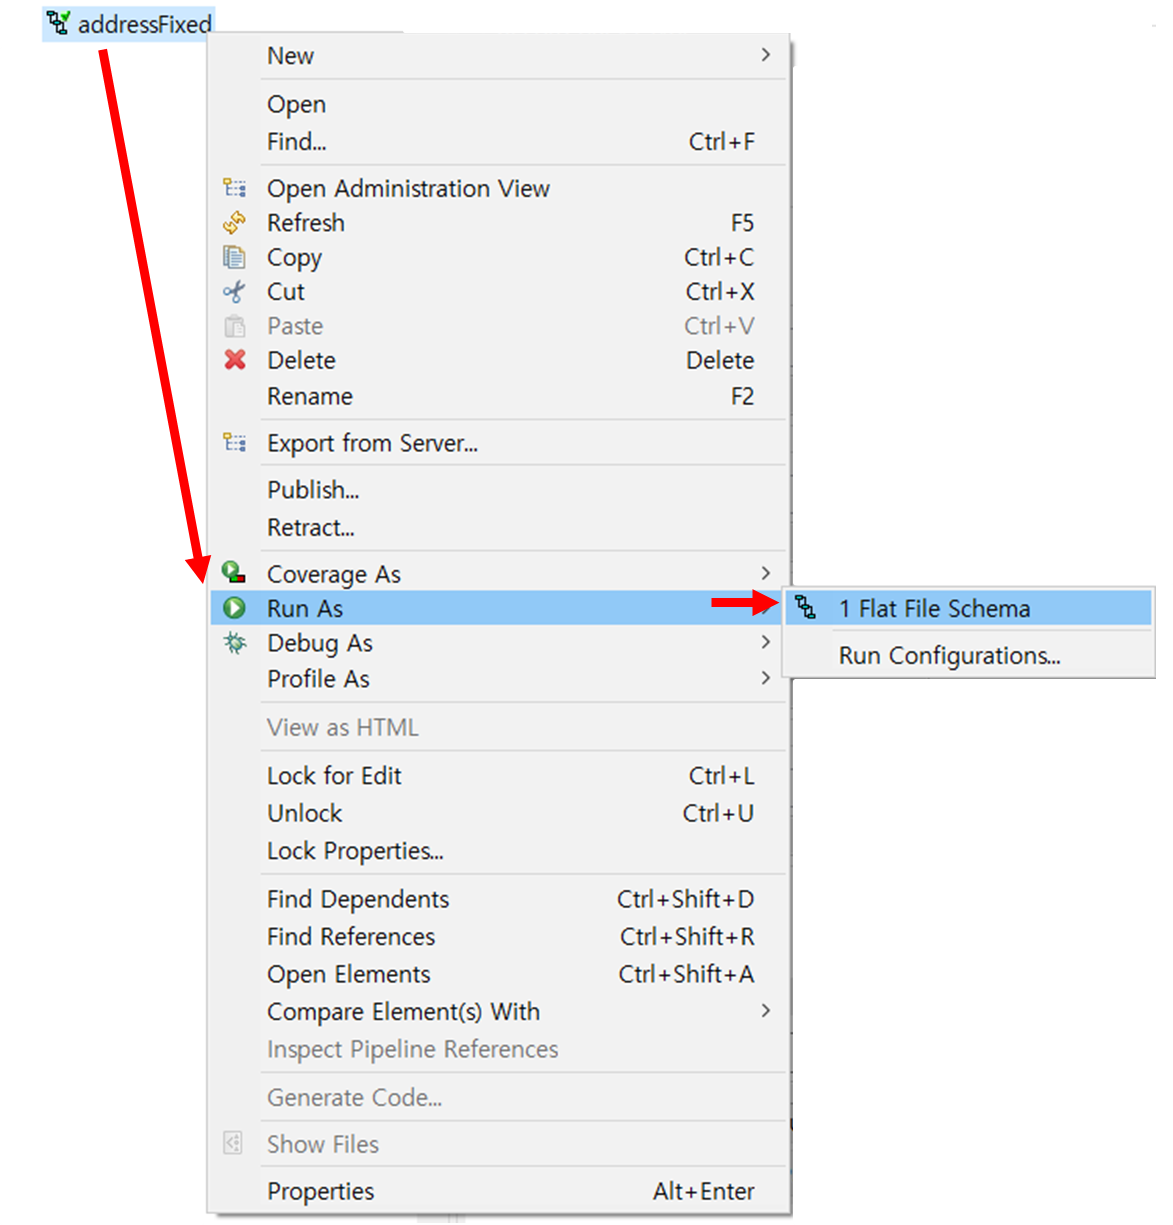 addressFixed
New
Open
Find... Ctrl+F
Open Administration View
Refresh F5
Copy Ctrl+C
Cut Ctrl+X
Paste Ctrl+V
Delete Delete
Rename F2
Export from Server...
Publish...
Retract...
Coverage As
Run As
1 Flat File Schema
Debug As
Run Configurations...
Profile As
View as HTML
Lock for Edit Ctrl+L
Unlock Ctrl+U
Lock Properties...
Find Dependents Ctrl+Shift+D
Find References Ctrl+Shift+R
Open Elements Ctrl+Shift+A
Compare Element(s) With
Inspect Pipeline References
Generate Code...
Show Files
Properties Alt+Enter